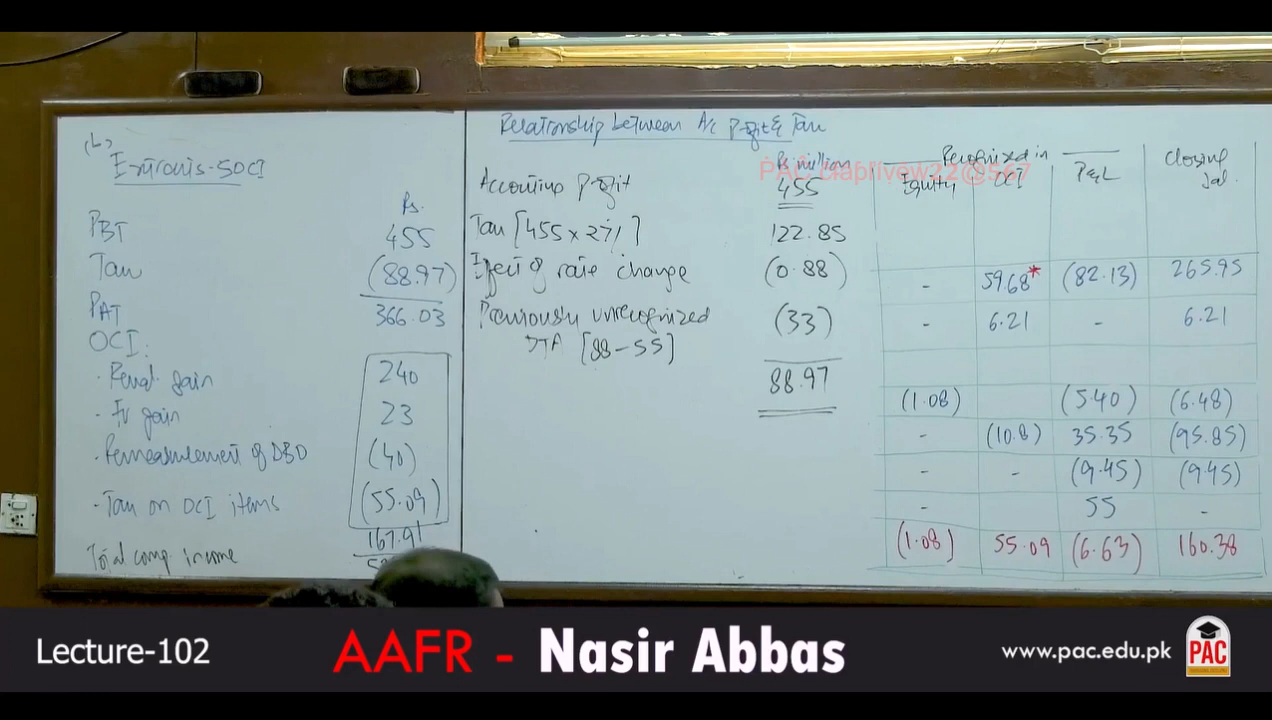 (b)
Extracts-SOCI
Rs.
PBT 455
Tax (88.97)
PAT 366.03
OCI:
· Reval. gain 240
· FV gain 23
· Remeasurement of DBO (40)
· Tax on OCI items (55.09)
167.91
Total comp. income
Relationship between A/c Profit & Tax
Rs million
PAC clapfivew22@567
Accounting profit 455
Tax [455 x 27%] 122.85
Effect of rate change (0.88)
Previously unrecognized (33)
DTA [88-55]
88.97
Recognized in
Equity OCI P&L Closing bal.
- 59.68* (82.13) 265.95
- 6.21 - 6.21
(1.08) (5.40) (6.48)
- (10.8) 35.35 (95.85)
- - (9.45) (9.45)
- 55 -
(1.08) 55.09 (6.63) 160.38
Lecture-102
AAFR - Nasir Abbas
www.pac.edu.pk
PAC